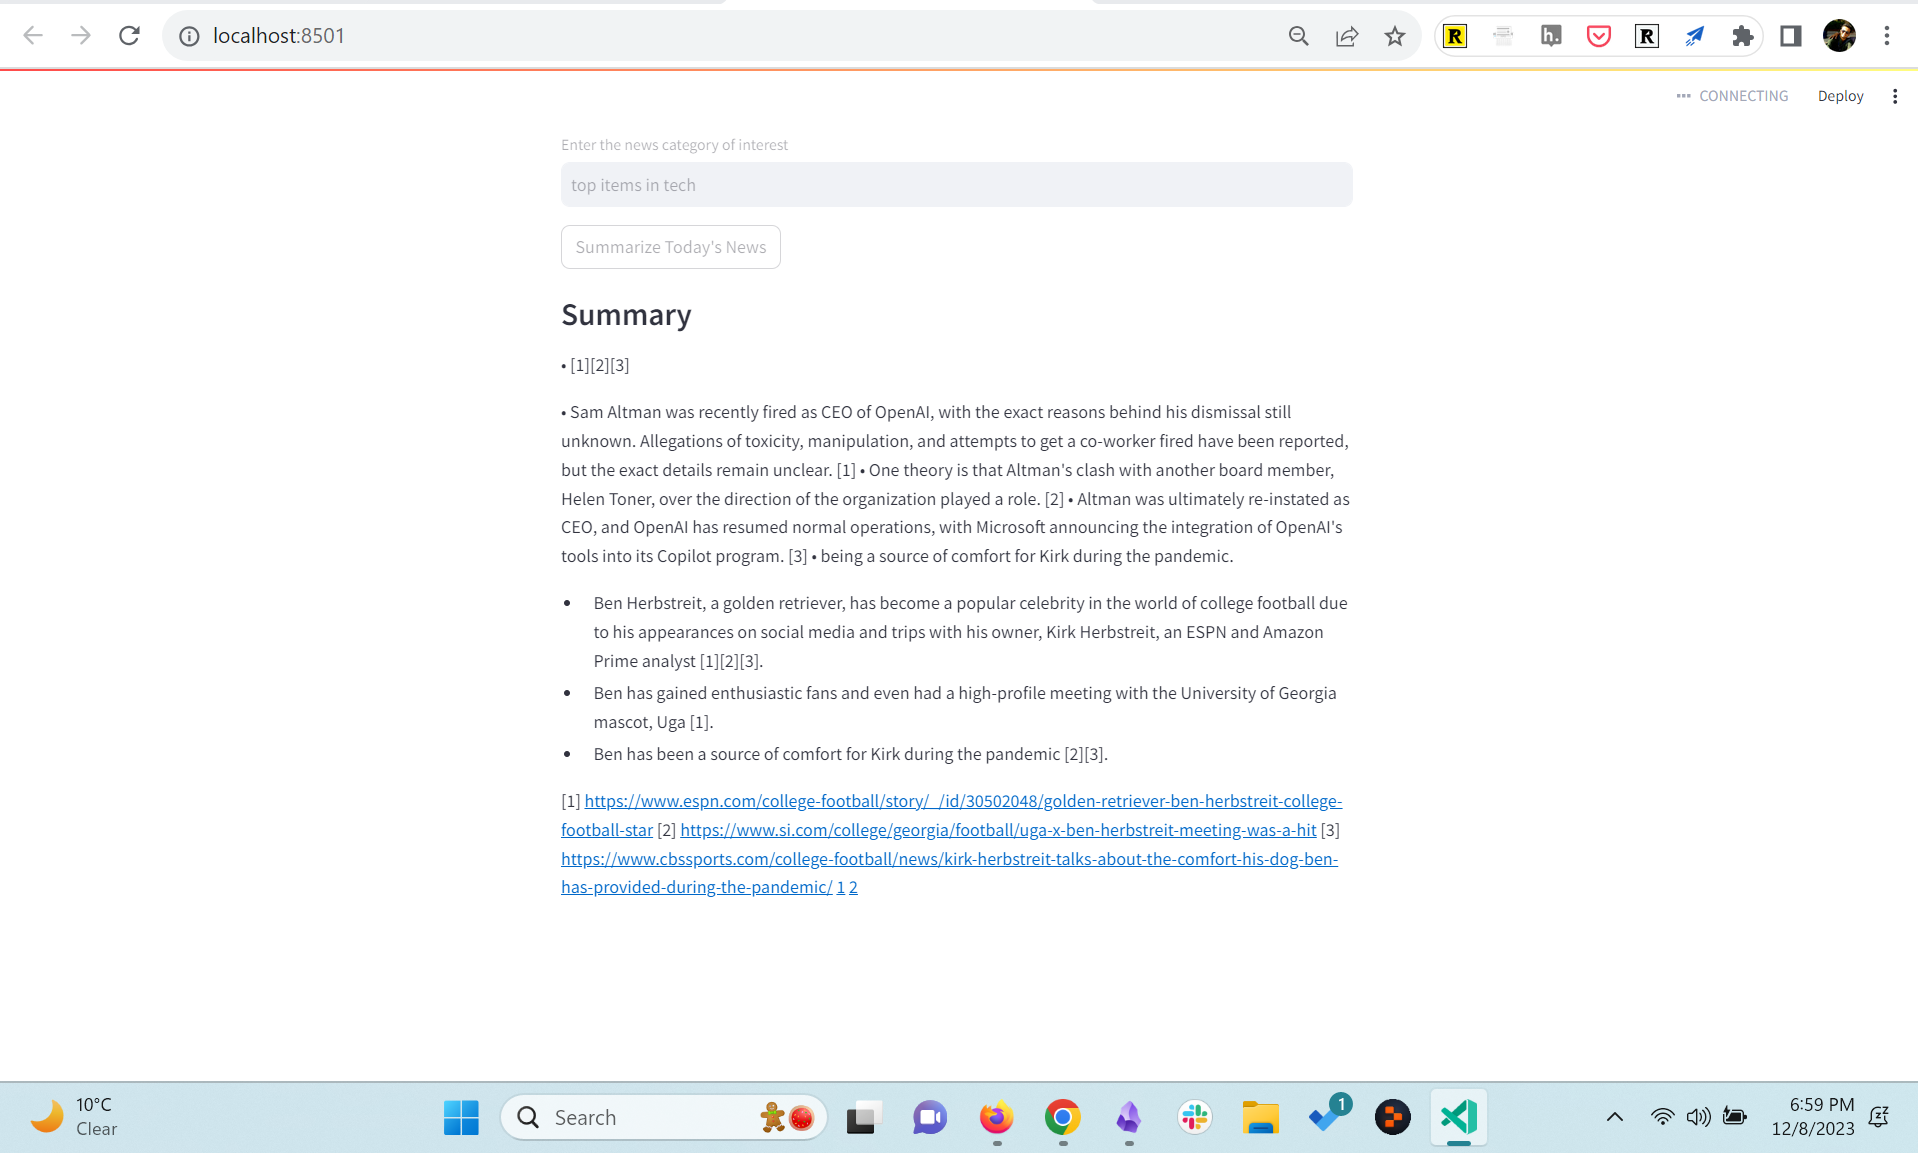 localhost:8501
CONNECTING
Deploy
Enter the news category of interest
top items in tech
Summarize Today's News
Summary
• [1][2][3]
• Sam Altman was recently fired as CEO of OpenAI, with the exact reasons behind his dismissal still
unknown. Allegations of toxicity, manipulation, and attempts to get a co-worker fired have been reported,
but the exact details remain unclear. [1] • One theory is that Altman's clash with another board member,
Helen Toner, over the direction of the organization played a role. [2] • Altman was ultimately re-instated as
CEO, and OpenAI has resumed normal operations, with Microsoft announcing the integration of OpenAI's
tools into its Copilot program. [3] • being a source of comfort for Kirk during the pandemic.
• Ben Herbstreit, a golden retriever, has become a popular celebrity in the world of college football due
to his appearances on social media and trips with his owner, Kirk Herbstreit, an ESPN and Amazon
Prime analyst [1][2][3].
• Ben has gained enthusiastic fans and even had a high-profile meeting with the University of Georgia
mascot, Uga [1].
• Ben has been a source of comfort for Kirk during the pandemic [2][3].
[1] https://www.espn.com/college-football/story/_/id/30502048/golden-retriever-ben-herbstreit-college-
football-star [2] https://www.si.com/college/georgia/football/uga-x-ben-herbstreit-meeting-was-a-hit [3]
https://www.cbssports.com/college-football/news/kirk-herbstreit-talks-about-the-comfort-his-dog-ben-
has-provided-during-the-pandemic/ 1 2
10°C
Clear
Search
1
6:59 PM
12/8/2023